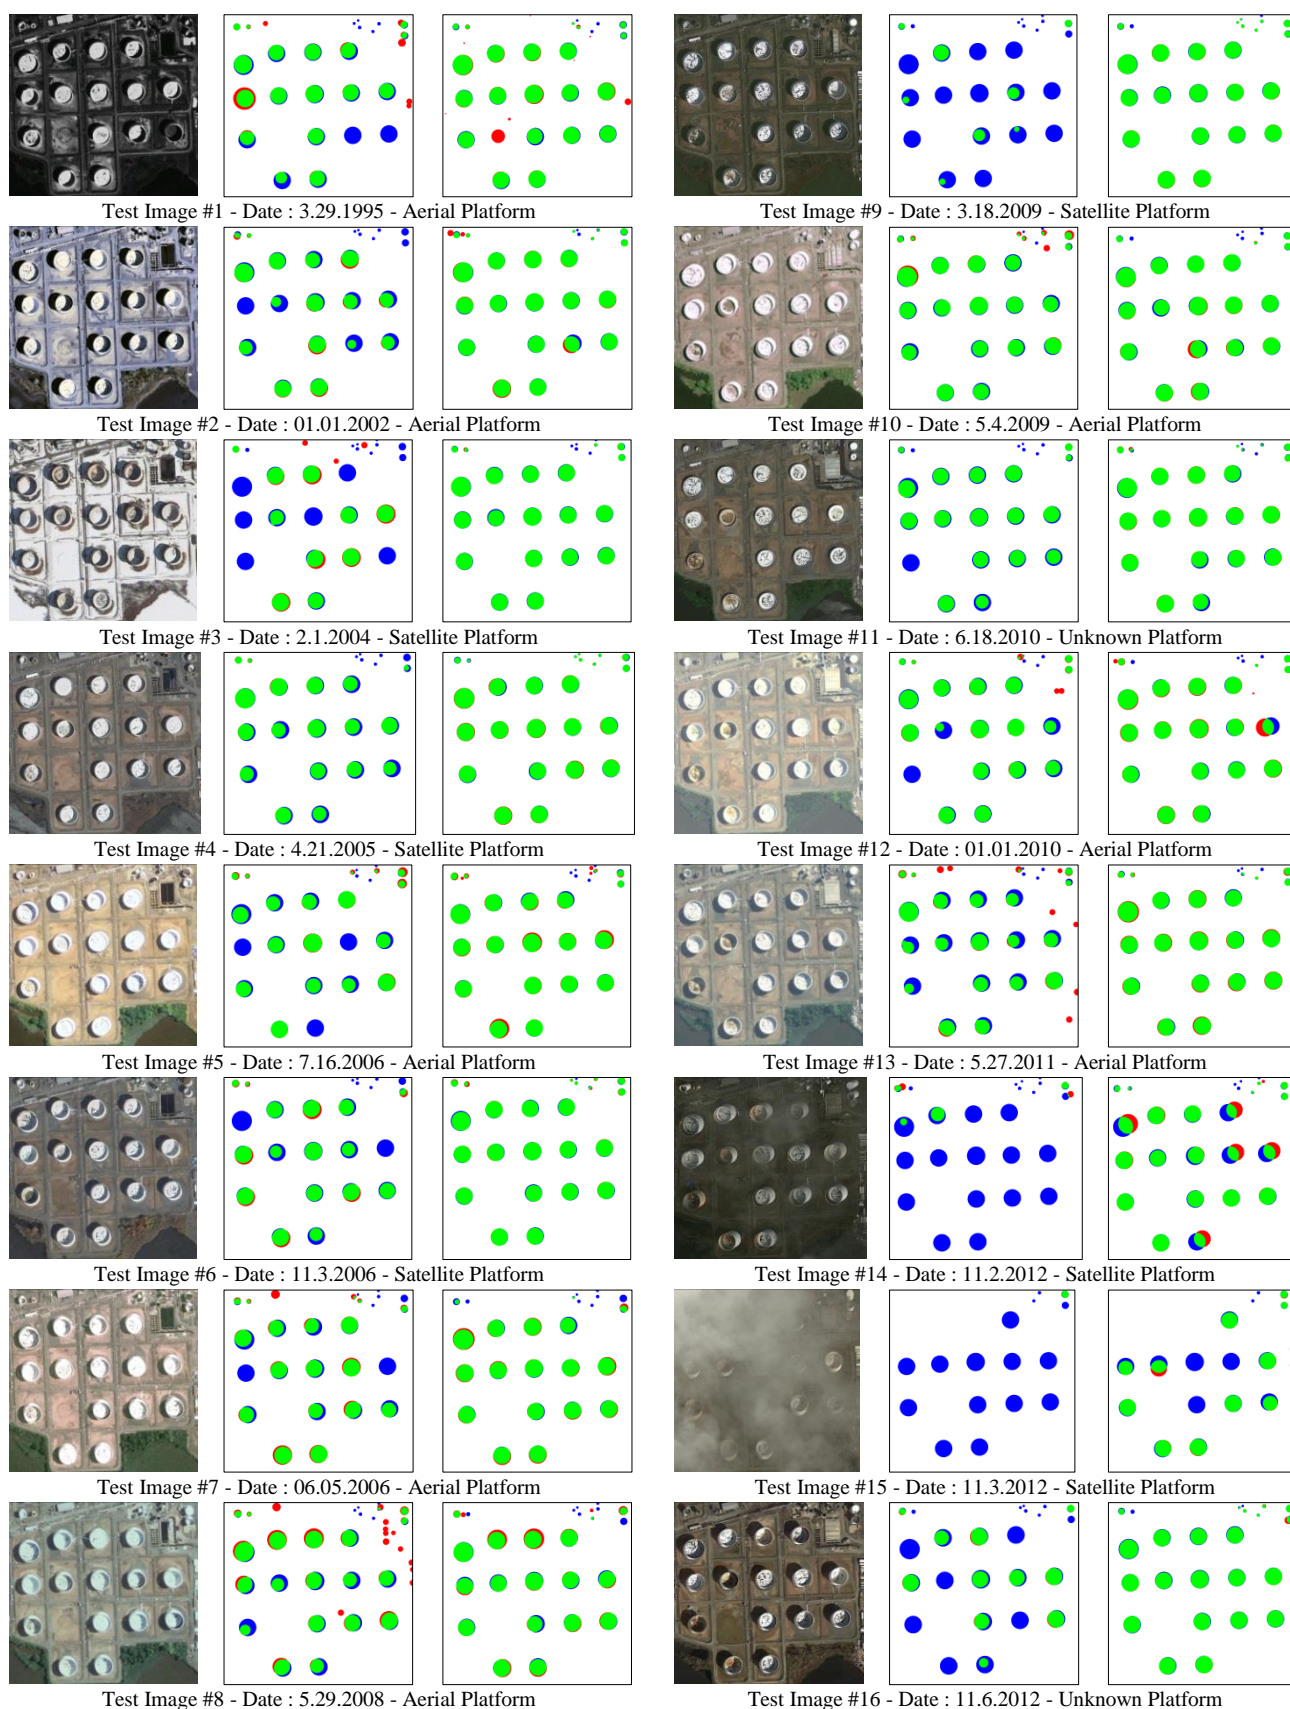 Test Image #1 - Date : 3.29.1995 - Aerial Platform
Test Image #2 - Date : 01.01.2002 - Aerial Platform
Test Image #3 - Date : 2.1.2004 - Satellite Platform
Test Image #4 - Date : 4.21.2005 - Satellite Platform
Test Image #5 - Date : 7.16.2006 - Aerial Platform
Test Image #6 - Date : 11.3.2006 - Satellite Platform
Test Image #7 - Date : 06.05.2006 - Aerial Platform
Test Image #8 - Date : 5.29.2008 - Aerial Platform
Test Image #9 - Date : 3.18.2009 - Satellite Platform
Test Image #10 - Date : 5.4.2009 - Aerial Platform
Test Image #11 - Date : 6.18.2010 - Unknown Platform
Test Image #12 - Date : 01.01.2010 - Aerial Platform
Test Image #13 - Date : 5.27.2011 - Aerial Platform
Test Image #14 - Date : 11.2.2012 - Satellite Platform
Test Image #15 - Date : 11.3.2012 - Satellite Platform
Test Image #16 - Date : 11.6.2012 - Unknown Platform